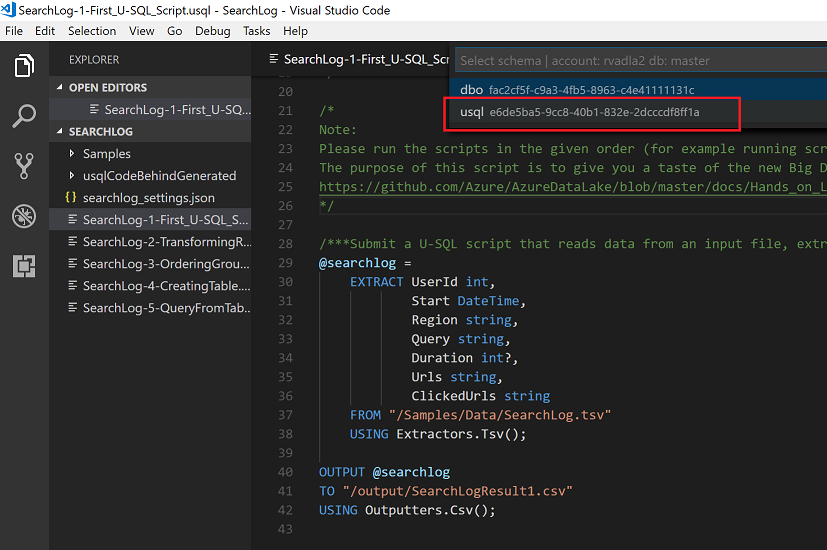 SearchLog-1-First_U-SQL_Script.usql - SearchLog - Visual Studio Code
File Edit Selection View Go Debug Tasks Help
EXPLORER
OPEN EDITORS
SearchLog-1-First_U-SQ...
SEARCHLOG
Samples
usqlCodeBehindGenerated
{} searchlog_settings.json
SearchLog-1-First_U-SQL_S...
SearchLog-2-TransformingR...
SearchLog-3-OrderingGrou...
SearchLog-4-CreatingTable....
SearchLog-5-QueryFromTab...
SearchLog-1-First_U-SQL_Scr
Select schema | account: rvadla2 db: master
dbo fac2cf5f-c9a3-4fb5-8963-c4e41111131c
usql e6de5ba5-9cc8-40b1-832e-2dcccdf8ff1a
20
21 /*
22 Note:
23 Please run the scripts in the given order (for example running scr
24 The purpose of this script is to give you a taste of the new Big D
25 https://github.com/Azure/AzureDataLake/blob/master/docs/Hands_on_L
26 */
27
28 /***Submit a U-SQL script that reads data from an input file, extr
29 @searchlog =
30 EXTRACT UserId int,
31 Start DateTime,
32 Region string,
33 Query string,
34 Duration int?,
35 Urls string,
36 ClickedUrls string
37 FROM "/Samples/Data/SearchLog.tsv"
38 USING Extractors.Tsv();
39
40 OUTPUT @searchlog
41 TO "/output/SearchLogResult1.csv"
42 USING Outputters.Csv();
43